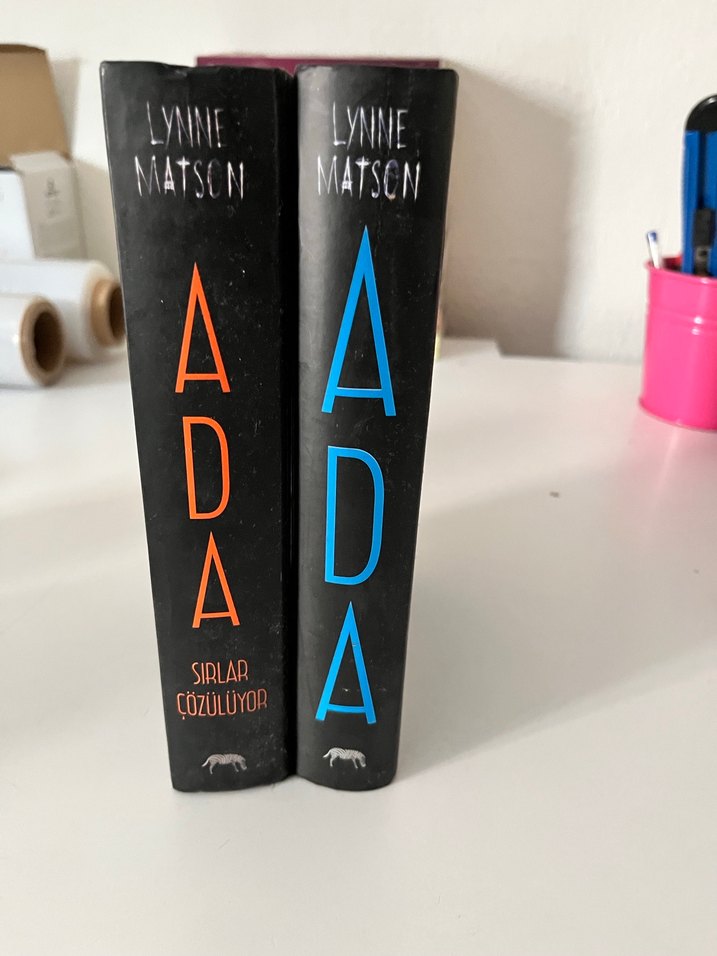 LYNNE
MATSON
ADA
SIRLAR
ÇÖZÜLÜYOR
LYNNE
MATSON
ADA